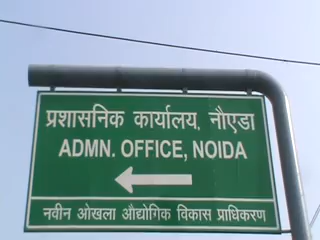 प्रशासनिक कार्यालय, नौएडा
ADMN. OFFICE, NOIDA
नवीन ओखला औद्योगिक विकास प्राधिकरण